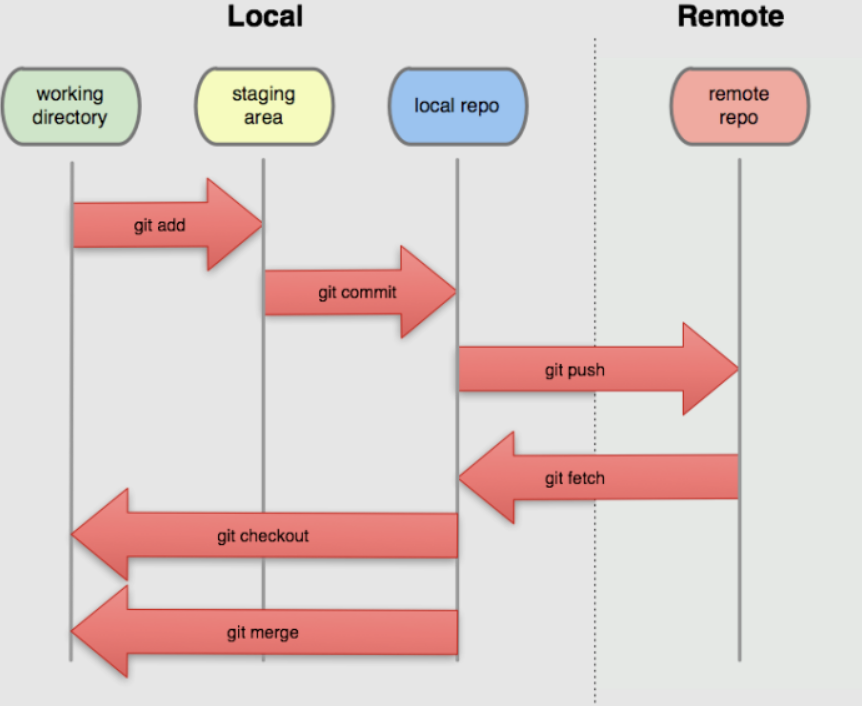 Local
Remote
working
directory
staging
area
local repo
remote
repo
git add
git commit
git push
git fetch
git checkout
git merge